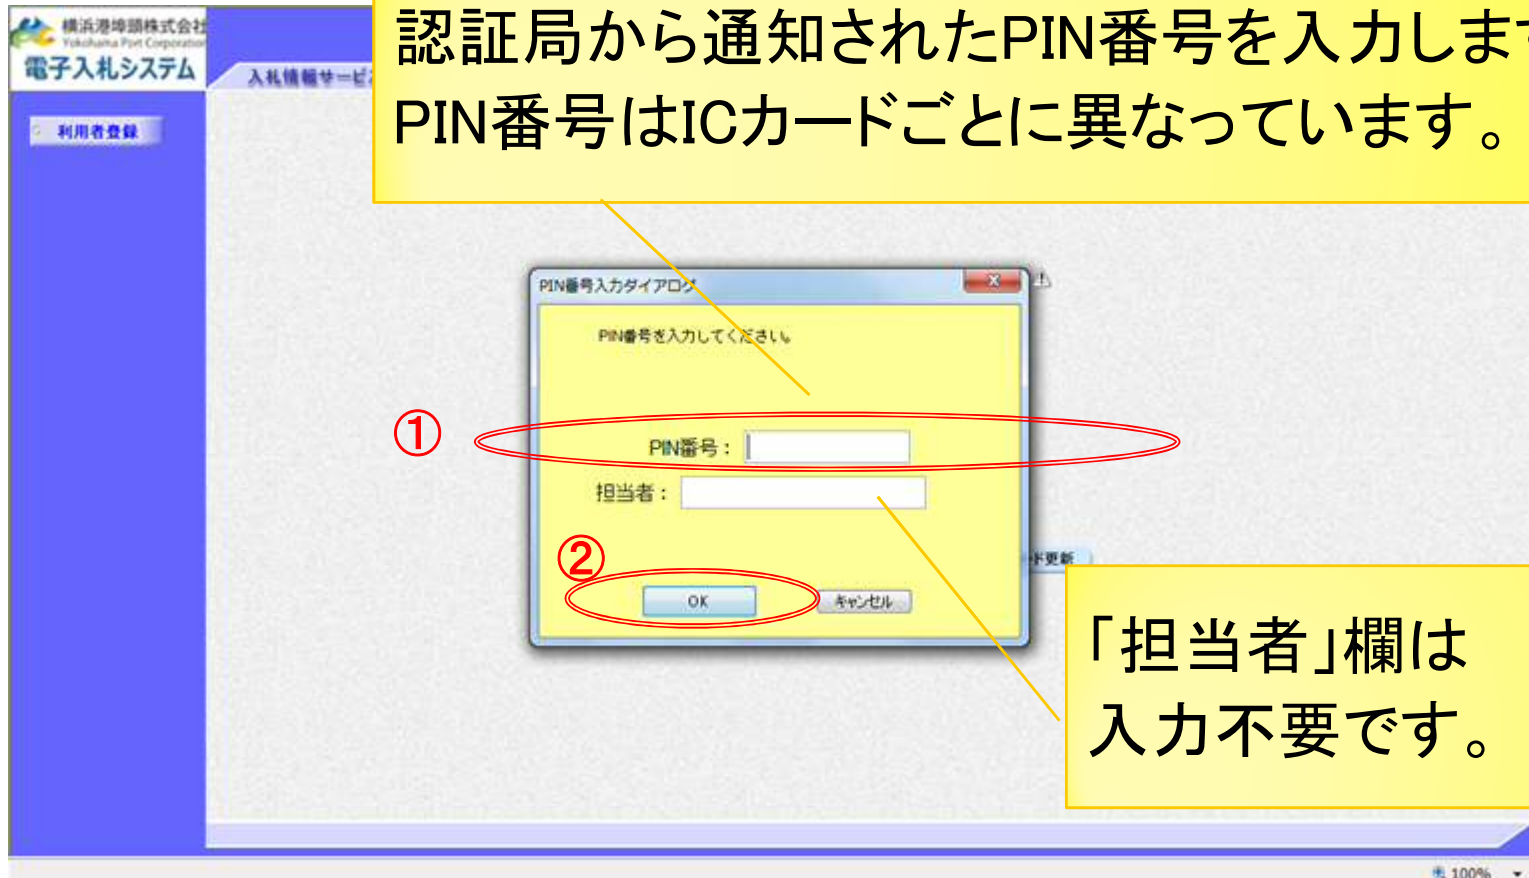 横浜港埠頭株式会社
Yokohama Port Corporation
電子入札システム
入札情報サービ
利用者登録
認証局から通知されたPIN番号を入力します
PIN番号はICカードごとに異なっています。
PIN番号入力ダイアログ
PIN番号を入力してください。
①
PIN番号：
担当者：
②
OK
キャンセル
ド更新
「担当者」欄は
入力不要です。
100%